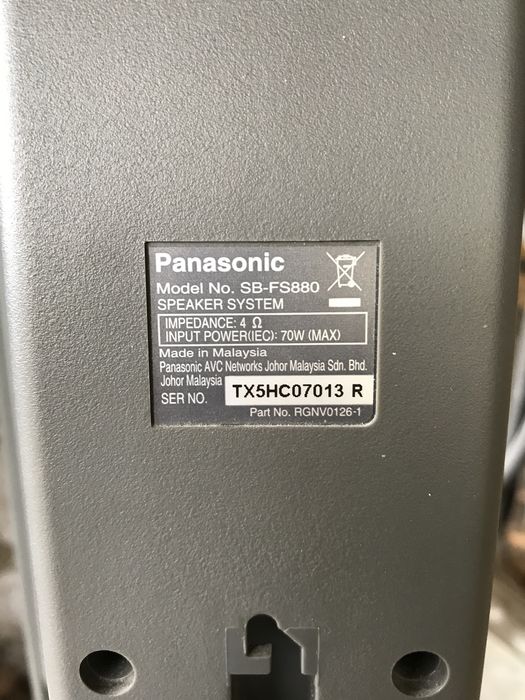 Panasonic
Model No. SB-FS880
SPEAKER SYSTEM
IMPEDANCE: 4 Ω
INPUT POWER(IEC): 70W (MAX)
Made in Malaysia
Panasonic AVC Networks Johor Malaysia Sdn. Bhd.
Johor Malaysia
SER NO. TX5HC07013 R
Part No. RGNV0126-1